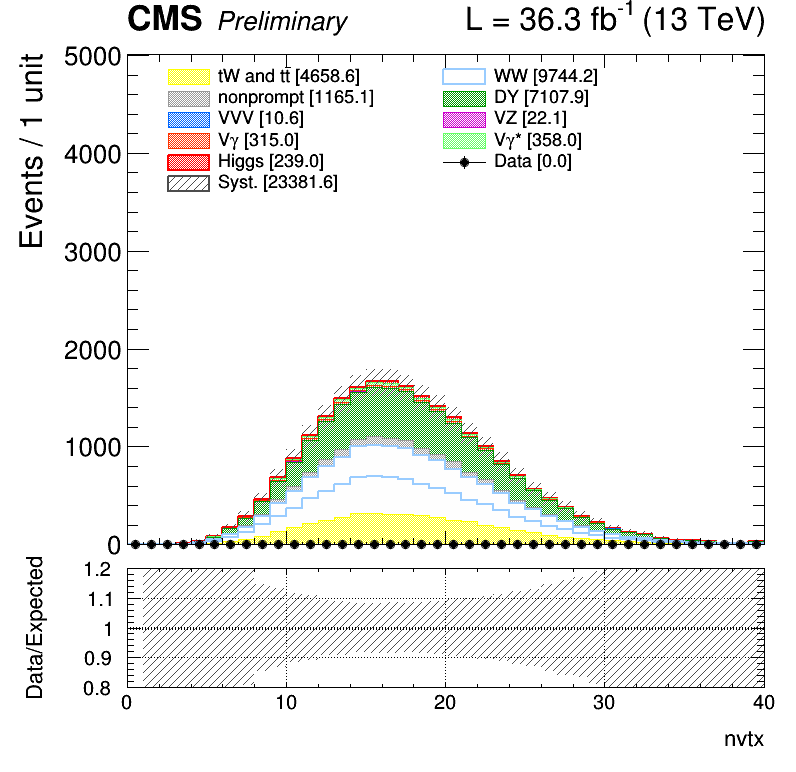 CMS Preliminary L = 36.3 fb⁻¹ (13 TeV)
Events / 1 unit
5000
4000
3000
2000
1000
0
tW and tt̄ [4658.6] WW [9744.2]
nonprompt [1165.1] DY [7107.9]
VVV [10.6] VZ [22.1]
Vγ [315.0] Vγ* [358.0]
Higgs [239.0] Data [0.0]
Syst. [23381.6]
Data/Expected
1.2
1.1
1
0.9
0.8
0 10 20 30 40
nvtx